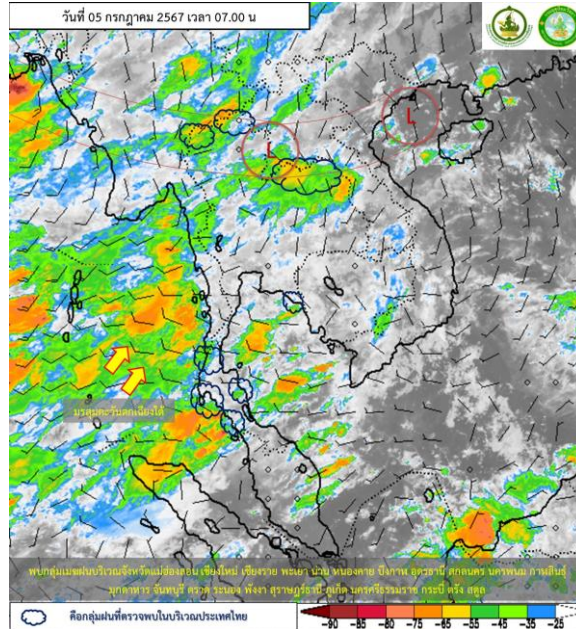 วันที่ 05 กรกฎาคม 2567 เวลา 07.00 น
L
L
มรสุมตะวันตกเฉียงใต้
พบกลุ่มเมฆฝนบริเวณจังหวัดแม่ฮ่องสอน เชียงใหม่ เชียงราย พะเยา น่าน หนองคาย บึงกาฬ อุดรธานี สกลนคร นครพนม กาฬสินธุ์
มุกดาหาร จันทบุรี ตราด ระนอง พังงา สุราษฎร์ธานี ภูเก็ต นครศรีธรรมราช กระบี่ ตรัง สตูล
คือกลุ่มฝนที่ตรวจพบในบริเวณประเทศไทย
-90 -85 -80 -75 -70 -65 -55 -45 -35 -25